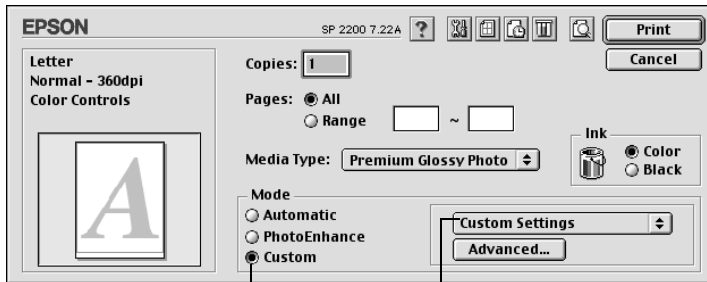 EPSON
SP 2200 7.22A ?
Print
Letter
Normal - 360dpi
Color Controls
A
Copies: 1
Cancel
Pages: All
Range ~
Media Type: Premium Glossy Photo
Ink
Color
Black
Mode
Automatic
PhotoEnhance
Custom
Custom Settings
Advanced...